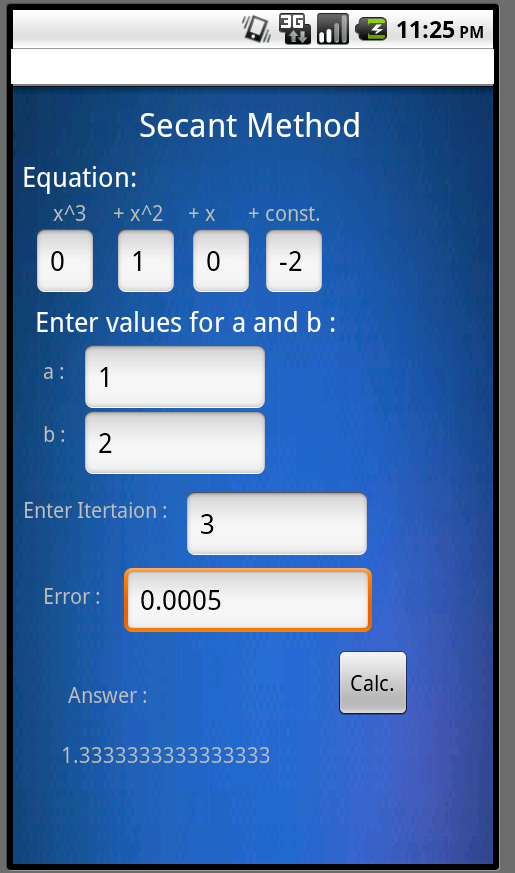 3G 11:25 PM
Secant Method
Equation:
x^3 + x^2 + x + const.
0 1 0 -2
Enter values for a and b :
a : 1
b : 2
Enter Itertaion : 3
Error : 0.0005
Calc.
Answer :
1.3333333333333333